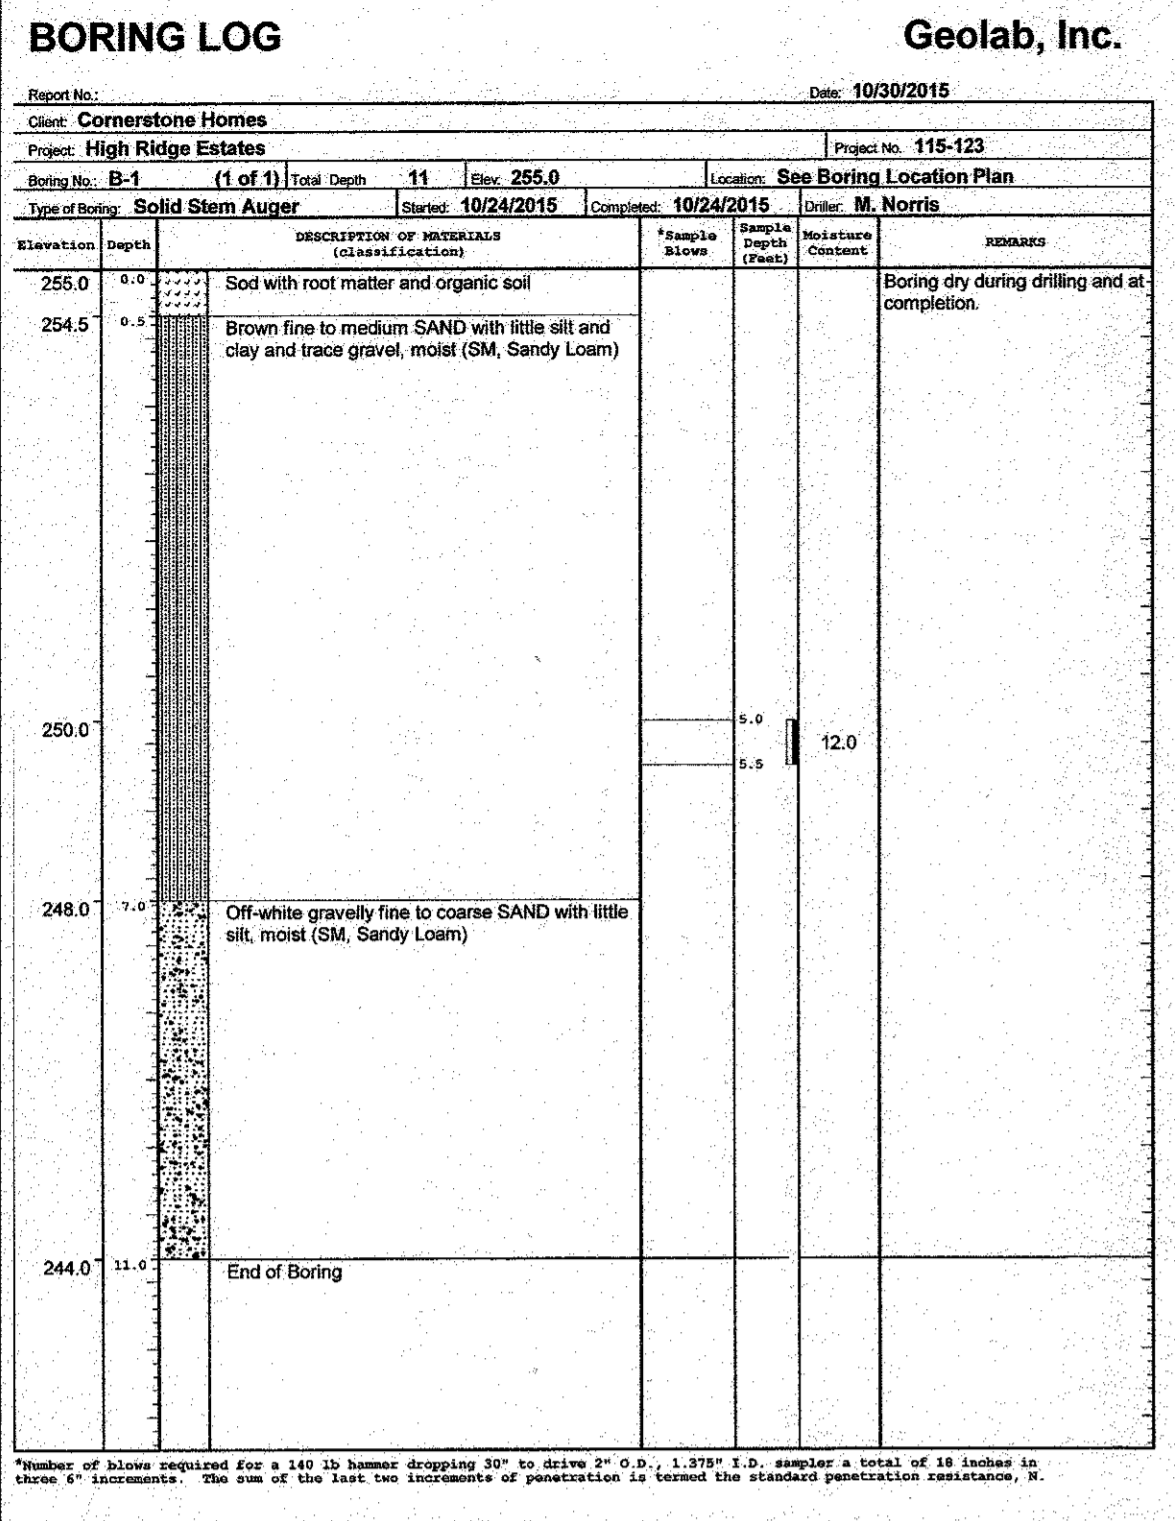 BORING LOG Geolab, Inc.
Report No.: Date: 10/30/2015
Client: Cornerstone Homes
Project: High Ridge Estates Project No. 115-123
Boring No.: B-1 (1 of 1) Total Depth 11 Elev: 255.0 Location: See Boring Location Plan
Type of Boring: Solid Stem Auger Started: 10/24/2015 Completed: 10/24/2015 Driller: M. Norris
Elevation Depth DESCRIPTION OF MATERIALS (classification) *Sample Blows Sample Depth (Feet) Moisture Content REMARKS
255.0 0.0 Sod with root matter and organic soil Boring dry during drilling and at
completion.
254.5 0.5 Brown fine to medium SAND with little silt and
clay and trace gravel, moist (SM, Sandy Loam)
250.0 5.0
12.0
5.5
248.0 7.0 Off-white gravelly fine to coarse SAND with little
silt, moist (SM, Sandy Loam)
244.0 11.0 End of Boring
*Number of blows required for a 140 lb hammer dropping 30" to drive 2" O.D., 1.375" I.D. sampler a total of 18 inches in
three 6" increments. The sum of the last two increments of penetration is termed the standard penetration resistance, N.